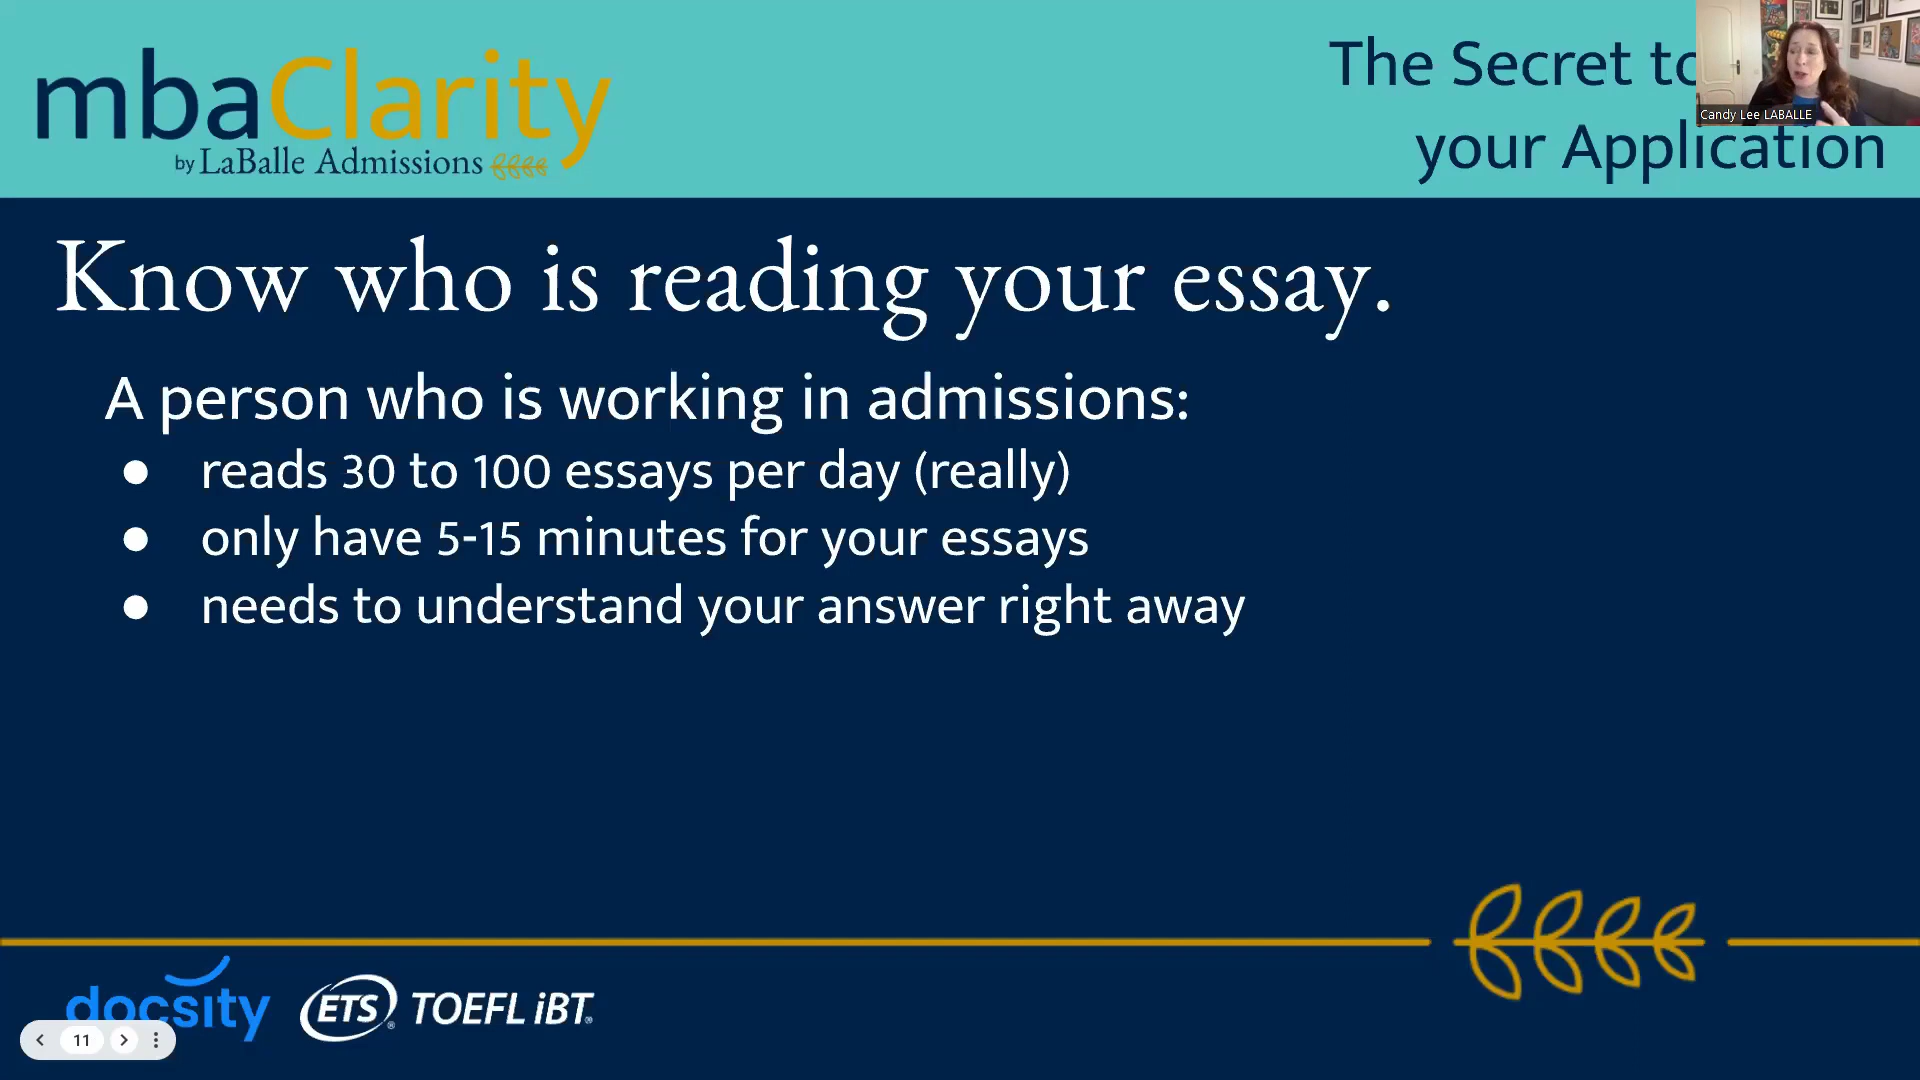 mbaClarity
by LaBalle Admissions
The Secret to
your Application
Candy Lee LABALLE
Know who is reading your essay.
A person who is working in admissions:
● reads 30 to 100 essays per day (really)
● only have 5-15 minutes for your essays
● needs to understand your answer right away
docsity
ETS® TOEFL iBT®
11